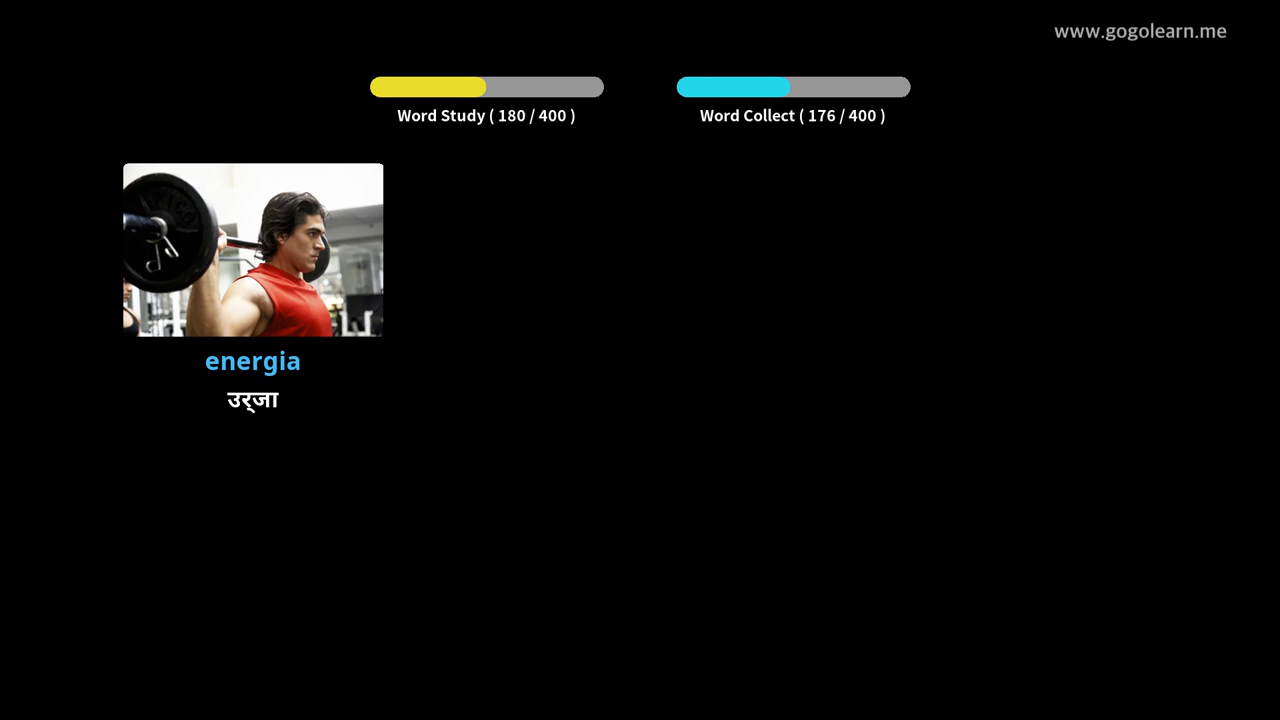 www.gogolearn.me
Word Study ( 180 / 400 )
Word Collect ( 176 / 400 )
energia
उर्‌जा